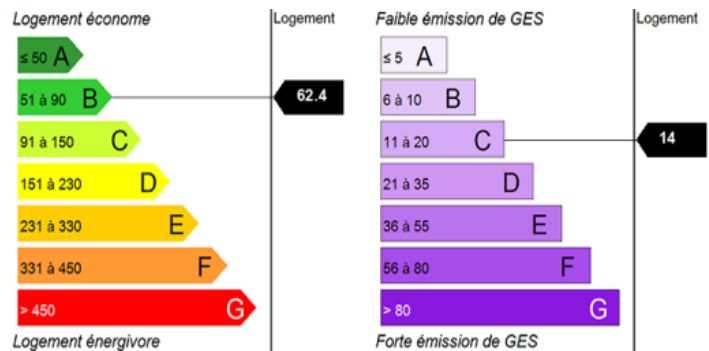 Logement économe
Logement
≤ 50 A
51 à 90 B
62.4
91 à 150 C
151 à 230 D
231 à 330 E
331 à 450 F
> 450 G
Logement énergivore
Faible émission de GES
Logement
≤ 5 A
6 à 10 B
11 à 20 C
14
21 à 35 D
36 à 55 E
56 à 80 F
> 80 G
Forte émission de GES